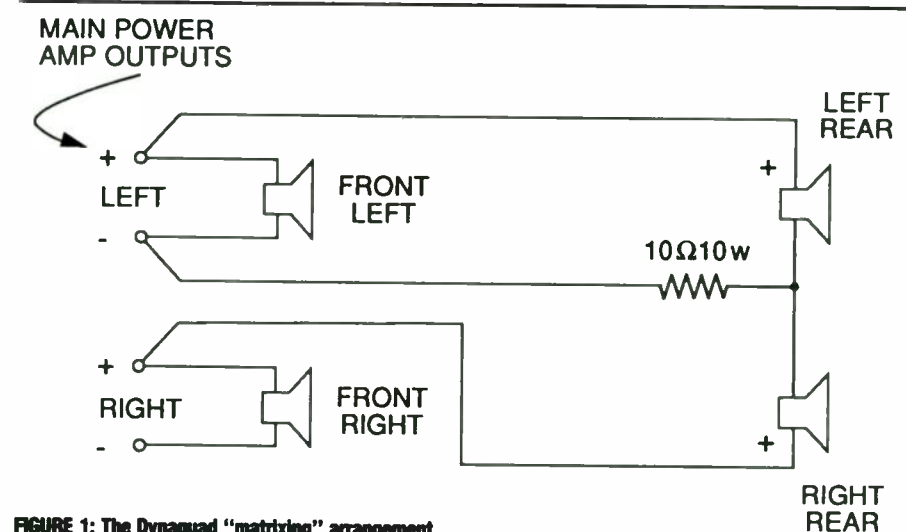 MAIN POWER
AMP OUTPUTS
LEFT
REAR
+
+
LEFT
FRONT
LEFT
-
10Ω10w
+
RIGHT
FRONT
RIGHT
-
+
RIGHT
REAR
FIGURE 1: The Dynaquad "matrixing" arrangement